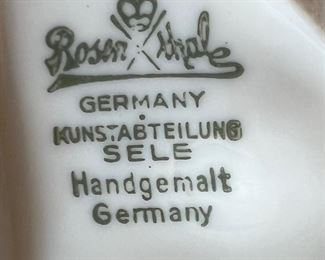 Rosenthal
GERMANY
KUNSTABTEILUNG
SELB
Handgemalt
Germany